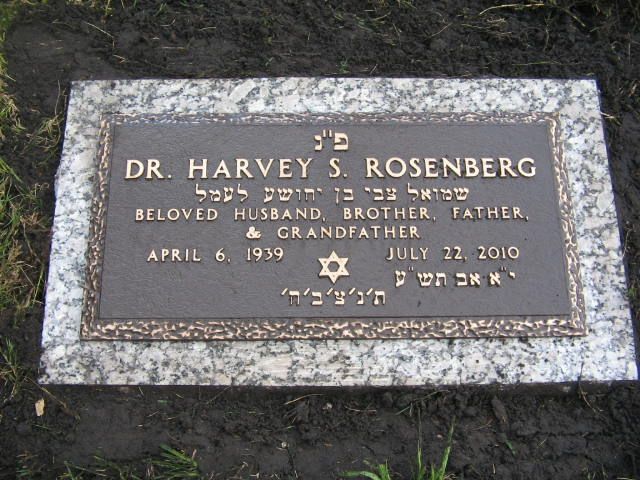 פ"נ
DR. HARVEY S. ROSENBERG
שמואל צבי בן יהושע לעמל
BELOVED HUSBAND, BROTHER, FATHER,
& GRANDFATHER
APRIL 6, 1939 JULY 22, 2010
י"א אב תש"ע
ת'נ'צ'ב'ה'